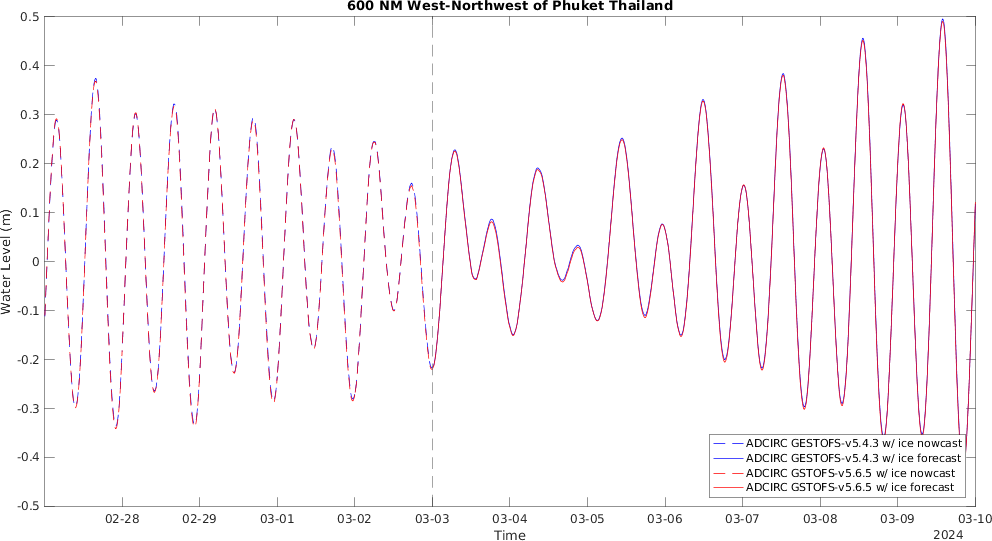 600 NM West-Northwest of Phuket Thailand
0.5
0.4
0.3
0.2
0.1
0
-0.1
-0.2
-0.3
-0.4
-0.5
Water Level (m)
ADCIRC GESTOFS-v5.4.3 w/ ice nowcast
ADCIRC GESTOFS-v5.4.3 w/ ice forecast
ADCIRC GSTOFS-v5.6.5 w/ ice nowcast
ADCIRC GSTOFS-v5.6.5 w/ ice forecast
02-28 02-29 03-01 03-02 03-03 03-04 03-05 03-06 03-07 03-08 03-09 03-10
Time
2024